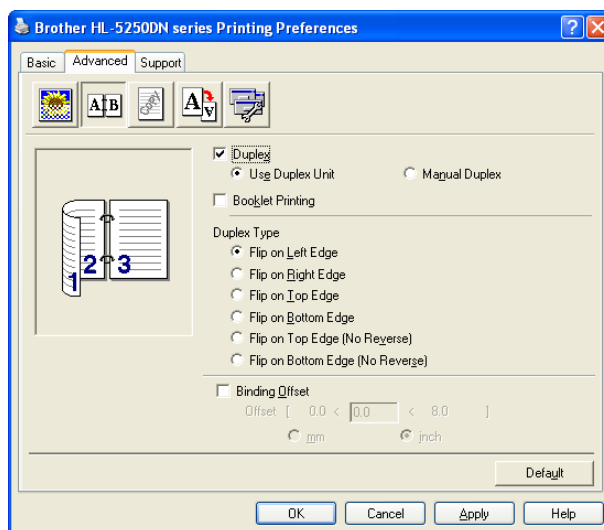 Brother HL-5250DN series Printing Preferences
Basic Advanced Support
A B
A A
1 2 3
Duplex
Use Duplex Unit Manual Duplex
Booklet Printing
Duplex Type
Flip on Left Edge
Flip on Right Edge
Flip on Top Edge
Flip on Bottom Edge
Flip on Top Edge (No Reverse)
Flip on Bottom Edge (No Reverse)
Binding Offset
Offset [ 0.0 < 0.0 < 8.0 ]
mm inch
Default
OK Cancel Apply Help